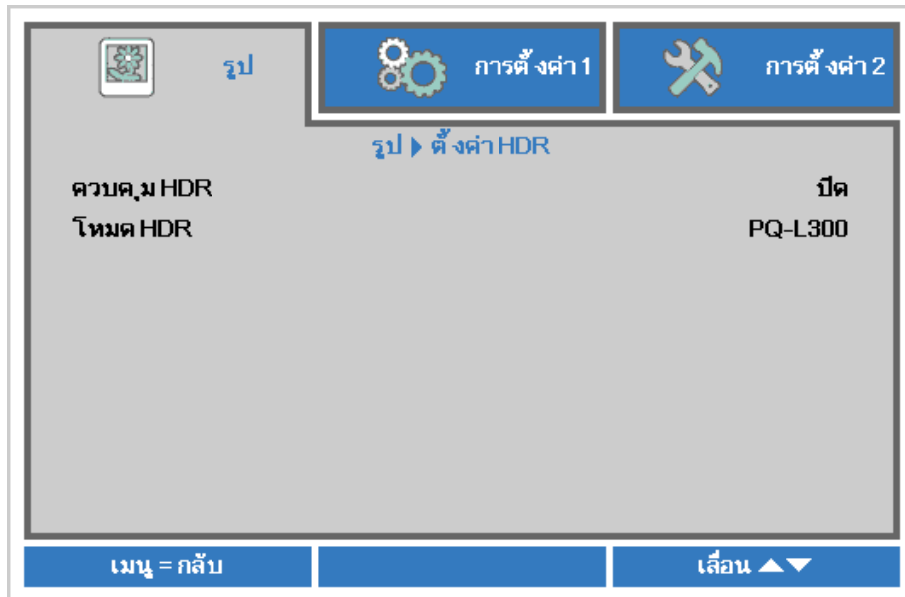 รูป
การตั้งค่า 1
การตั้งค่า 2
รูป ▶ ตั้งค่า HDR
ควบคุม HDR ปิด
โหมด HDR PQ-L300
เมนู = กลับ
เลื่อน ▲▼